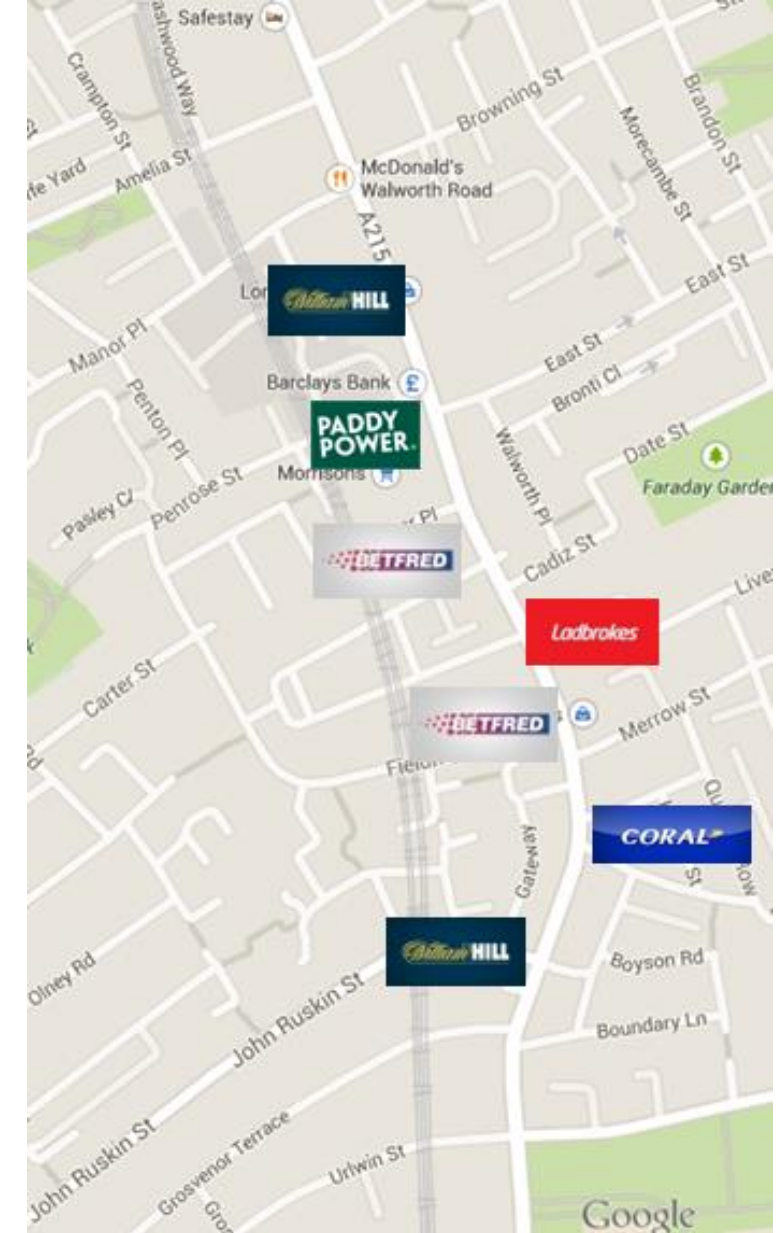 Safestay
Crampton St
Browning St
Brandon St
Morecambe St
McDonald's
Walworth Road
Amelia St
A215
East St
William HILL
Manor Pl
East St
Bronti Cl
Barclays Bank
Penton Pl
PADDY
POWER.
Date St
Walworth Pl
Morrisons
Penrose St
Pasley Cl
Faraday Garden
BETFRED
Cadiz St
Ladbrokes
Carter St
BETFRED
Merrow St
CORAL
Gateway
St
William HILL
Boyson Rd
Olney Rd
John Ruskin St
Boundary Ln
John Ruskin St
Grosvenor Terrace
Urlwin St
Google